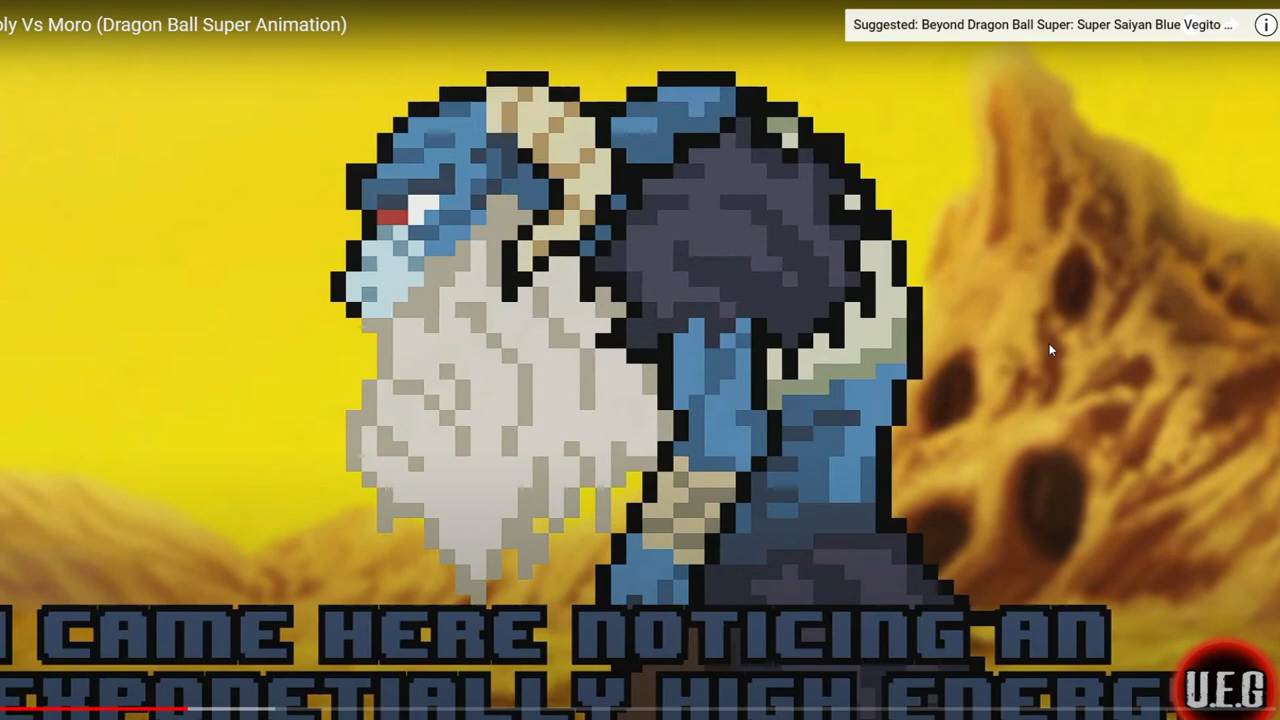 oly Vs Moro (Dragon Ball Super Animation)
Suggested: Beyond Dragon Ball Super: Super Saiyan Blue Vegito ...
CAME HERE NOTICING AN
EXPONETIALLY HIGH ENERG
U.E.G